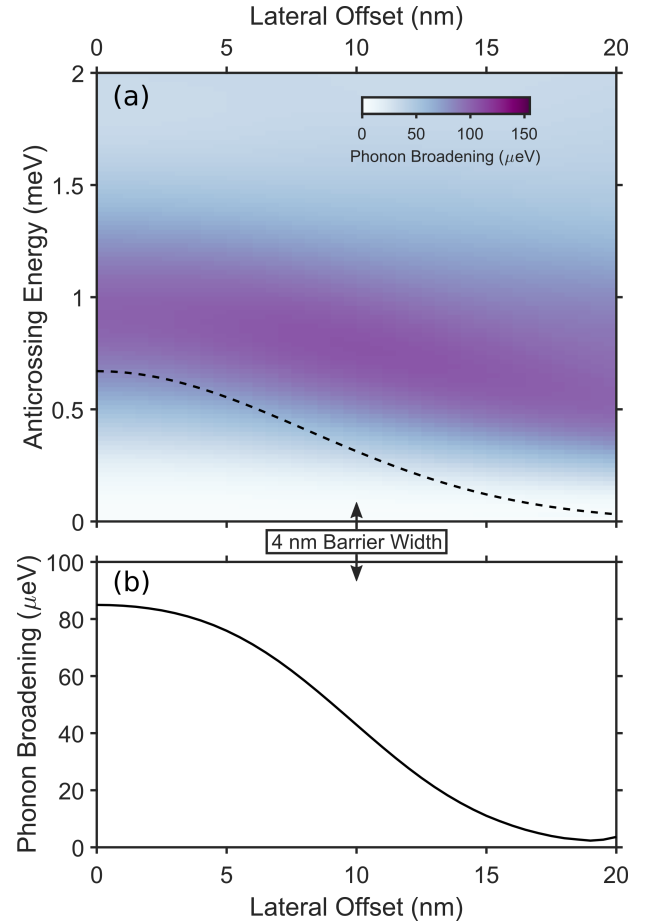 Lateral Offset (nm)
0 5 10 15 20
(a)
2
1.5
1
0.5
0
Anticrossing Energy (meV)
0 50 100 150
Phonon Broadening (μeV)
4 nm Barrier Width
(b)
100
80
60
40
20
0
Phonon Broadening (μeV)
0 5 10 15 20
Lateral Offset (nm)